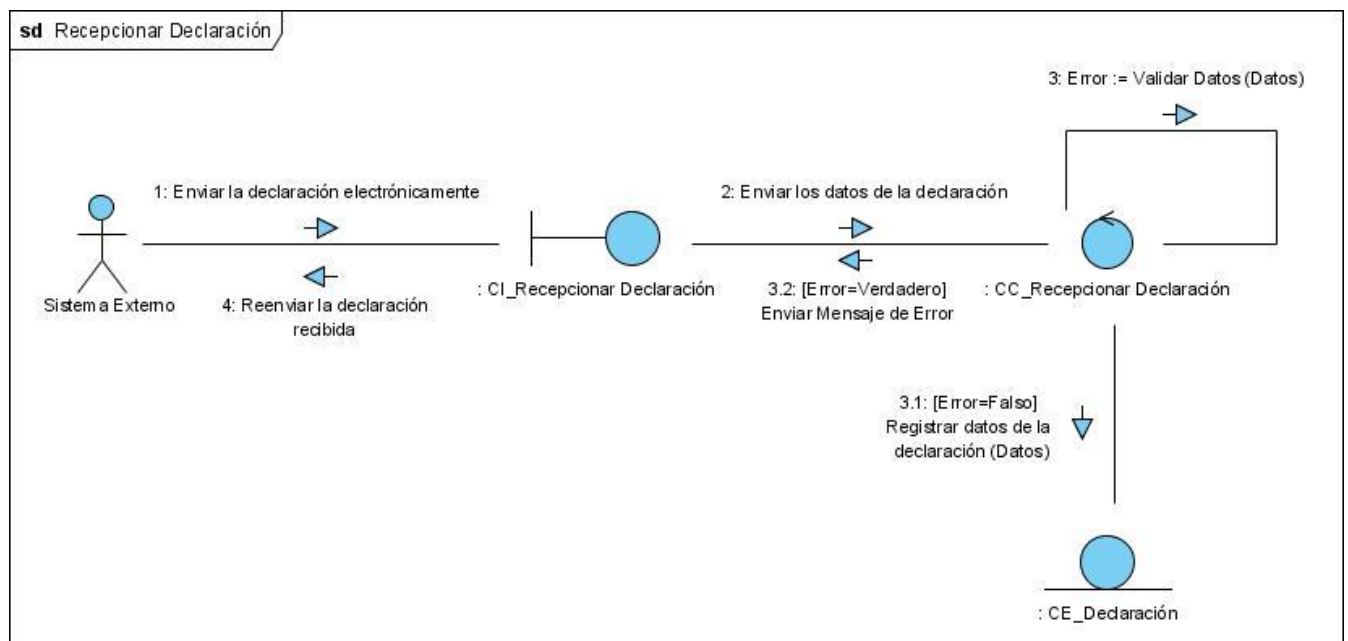 sd Recepcionar Declaración
3: Error := Validar Datos (Datos)
1: Enviar la declaración electrónicamente
2: Enviar los datos de la declaración
Sistema Externo
4: Reenviar la declaración
recibida
: CI_Recepcionar Declaración
3.2: [Error=Verdadero]
Enviar Mensaje de Error
: CC_Recepcionar Declaración
3.1: [Error=Falso]
Registrar datos de la
declaración (Datos)
: CE_Declaración